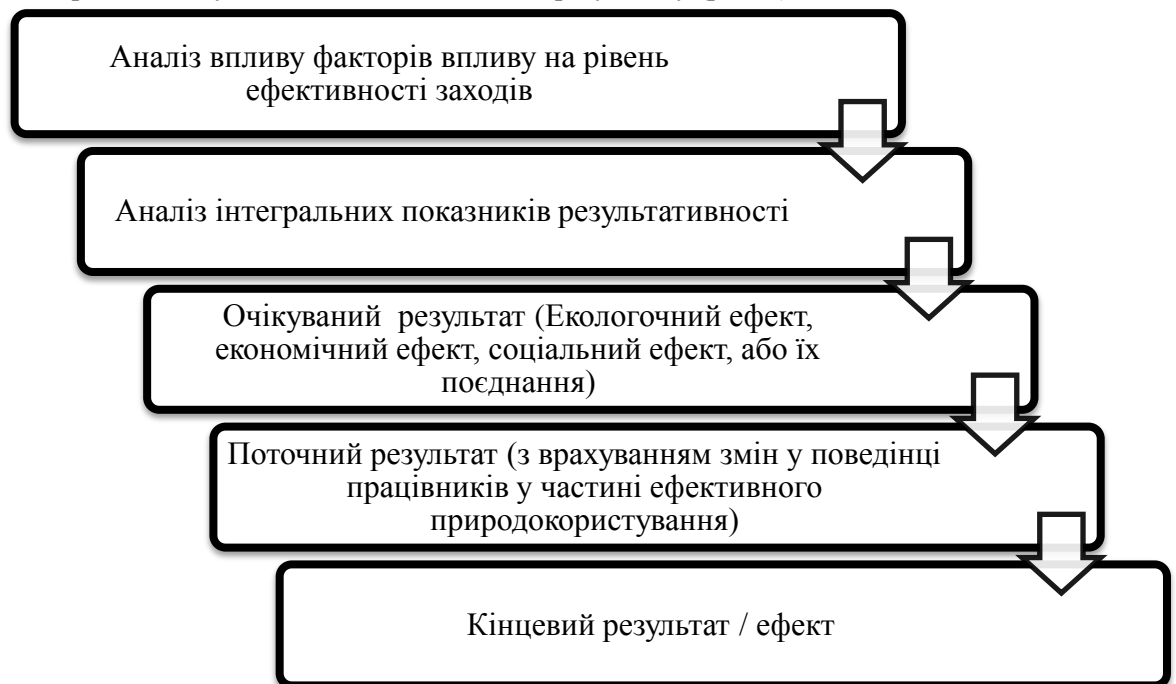 Аналіз впливу факторів впливу на рівень
ефективності заходів
Аналіз інтегральних показників результативності
Очікуваний результат (Екологочний ефект,
економічний ефект, соціальний ефект, або їх
поєднання)
Поточний результат (з врахуванням змін у поведінці
працівників у частині ефективного
природокористування)
Кінцевий результат / ефект